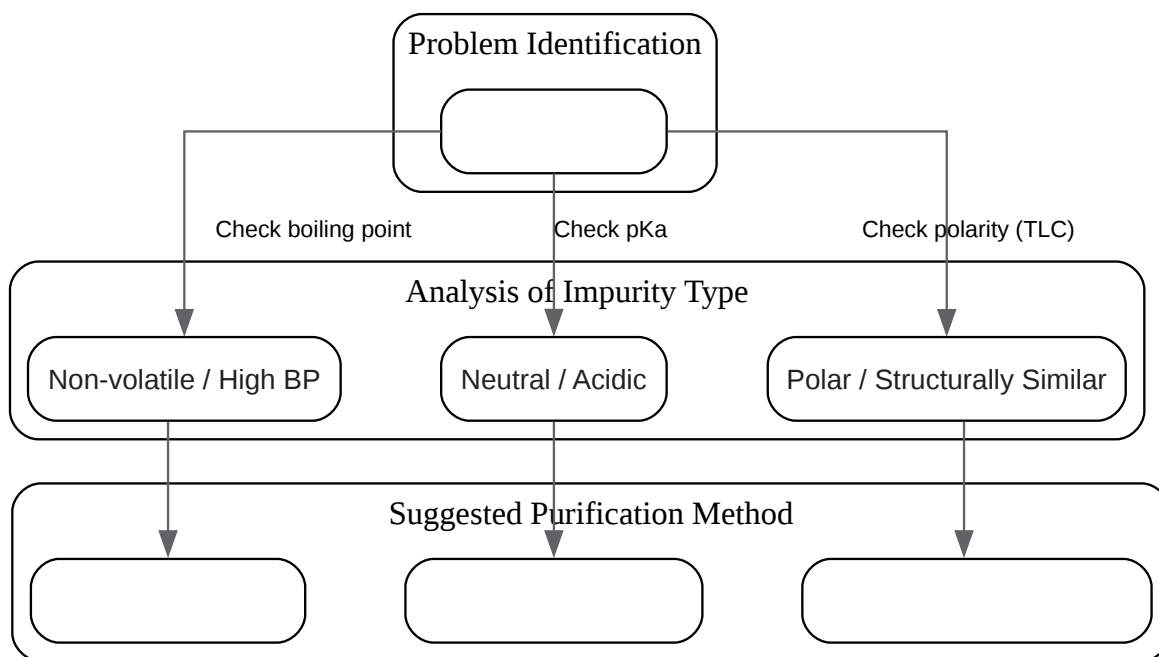 Problem Identification
Check boiling point
Check pKa
Check polarity (TLC)
Analysis of Impurity Type
Non-volatile / High BP
Neutral / Acidic
Polar / Structurally Similar
Suggested Purification Method